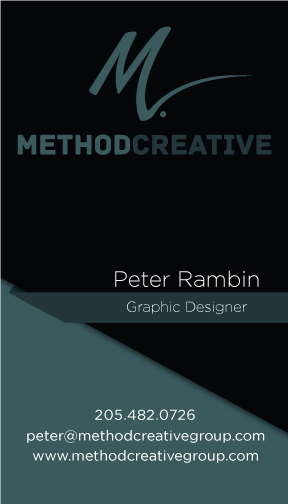 M.
METHODCREATIVE
Peter Rambin
Graphic Designer
205.482.0726
peter@methodcreativegroup.com
www.methodcreativegroup.com